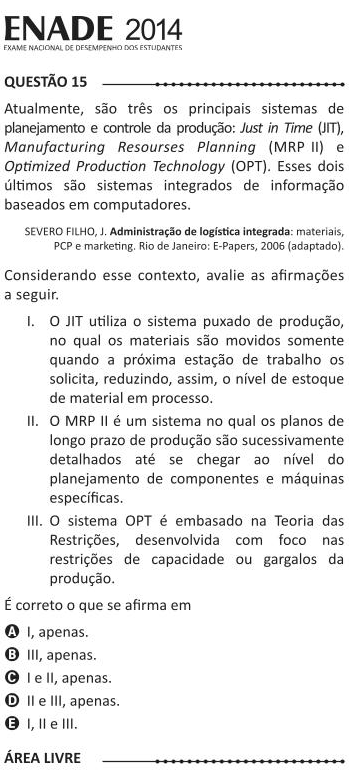 ENADE 2014
EXAME NACIONAL DE DESEMPENHO DOS ESTUDANTES
QUESTÃO 15
Atualmente, são três os principais sistemas de
planejamento e controle da produção: Just in Time (JIT),
Manufacturing Resourses Planning (MRP II) e
Optimized Production Technology (OPT). Esses dois
últimos são sistemas integrados de informação
baseados em computadores.
SEVERO FILHO, J. Administração de logística integrada: materiais,
PCP e marketing. Rio de Janeiro: E-Papers, 2006 (adaptado).
Considerando esse contexto, avalie as afirmações
a seguir.
I. O JIT utiliza o sistema puxado de produção,
no qual os materiais são movidos somente
quando a próxima estação de trabalho os
solicita, reduzindo, assim, o nível de estoque
de material em processo.
II. O MRP II é um sistema no qual os planos de
longo prazo de produção são sucessivamente
detalhados até se chegar ao nível do
planejamento de componentes e máquinas
específicas.
III. O sistema OPT é embasado na Teoria das
Restrições, desenvolvida com foco nas
restrições de capacidade ou gargalos da
produção.
É correto o que se afirma em
A I, apenas.
B III, apenas.
C I e II, apenas.
D II e III, apenas.
E I, II e III.
ÁREA LIVRE